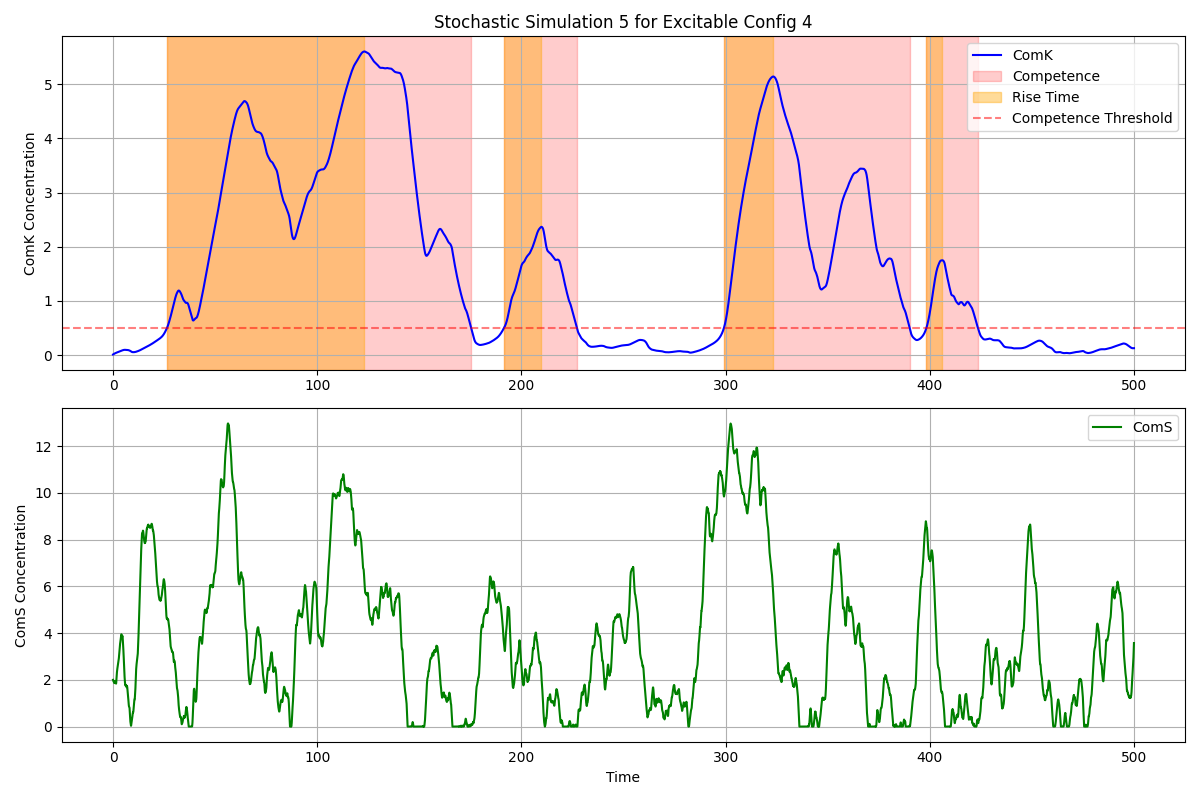 Stochastic Simulation 5 for Excitable Config 4
ComK Concentration
5
4
3
2
1
0
0 100 200 300 400 500
ComK
Competence
Rise Time
Competence Threshold
ComS Concentration
12
10
8
6
4
2
0
0 100 200 300 400 500
ComS
Time